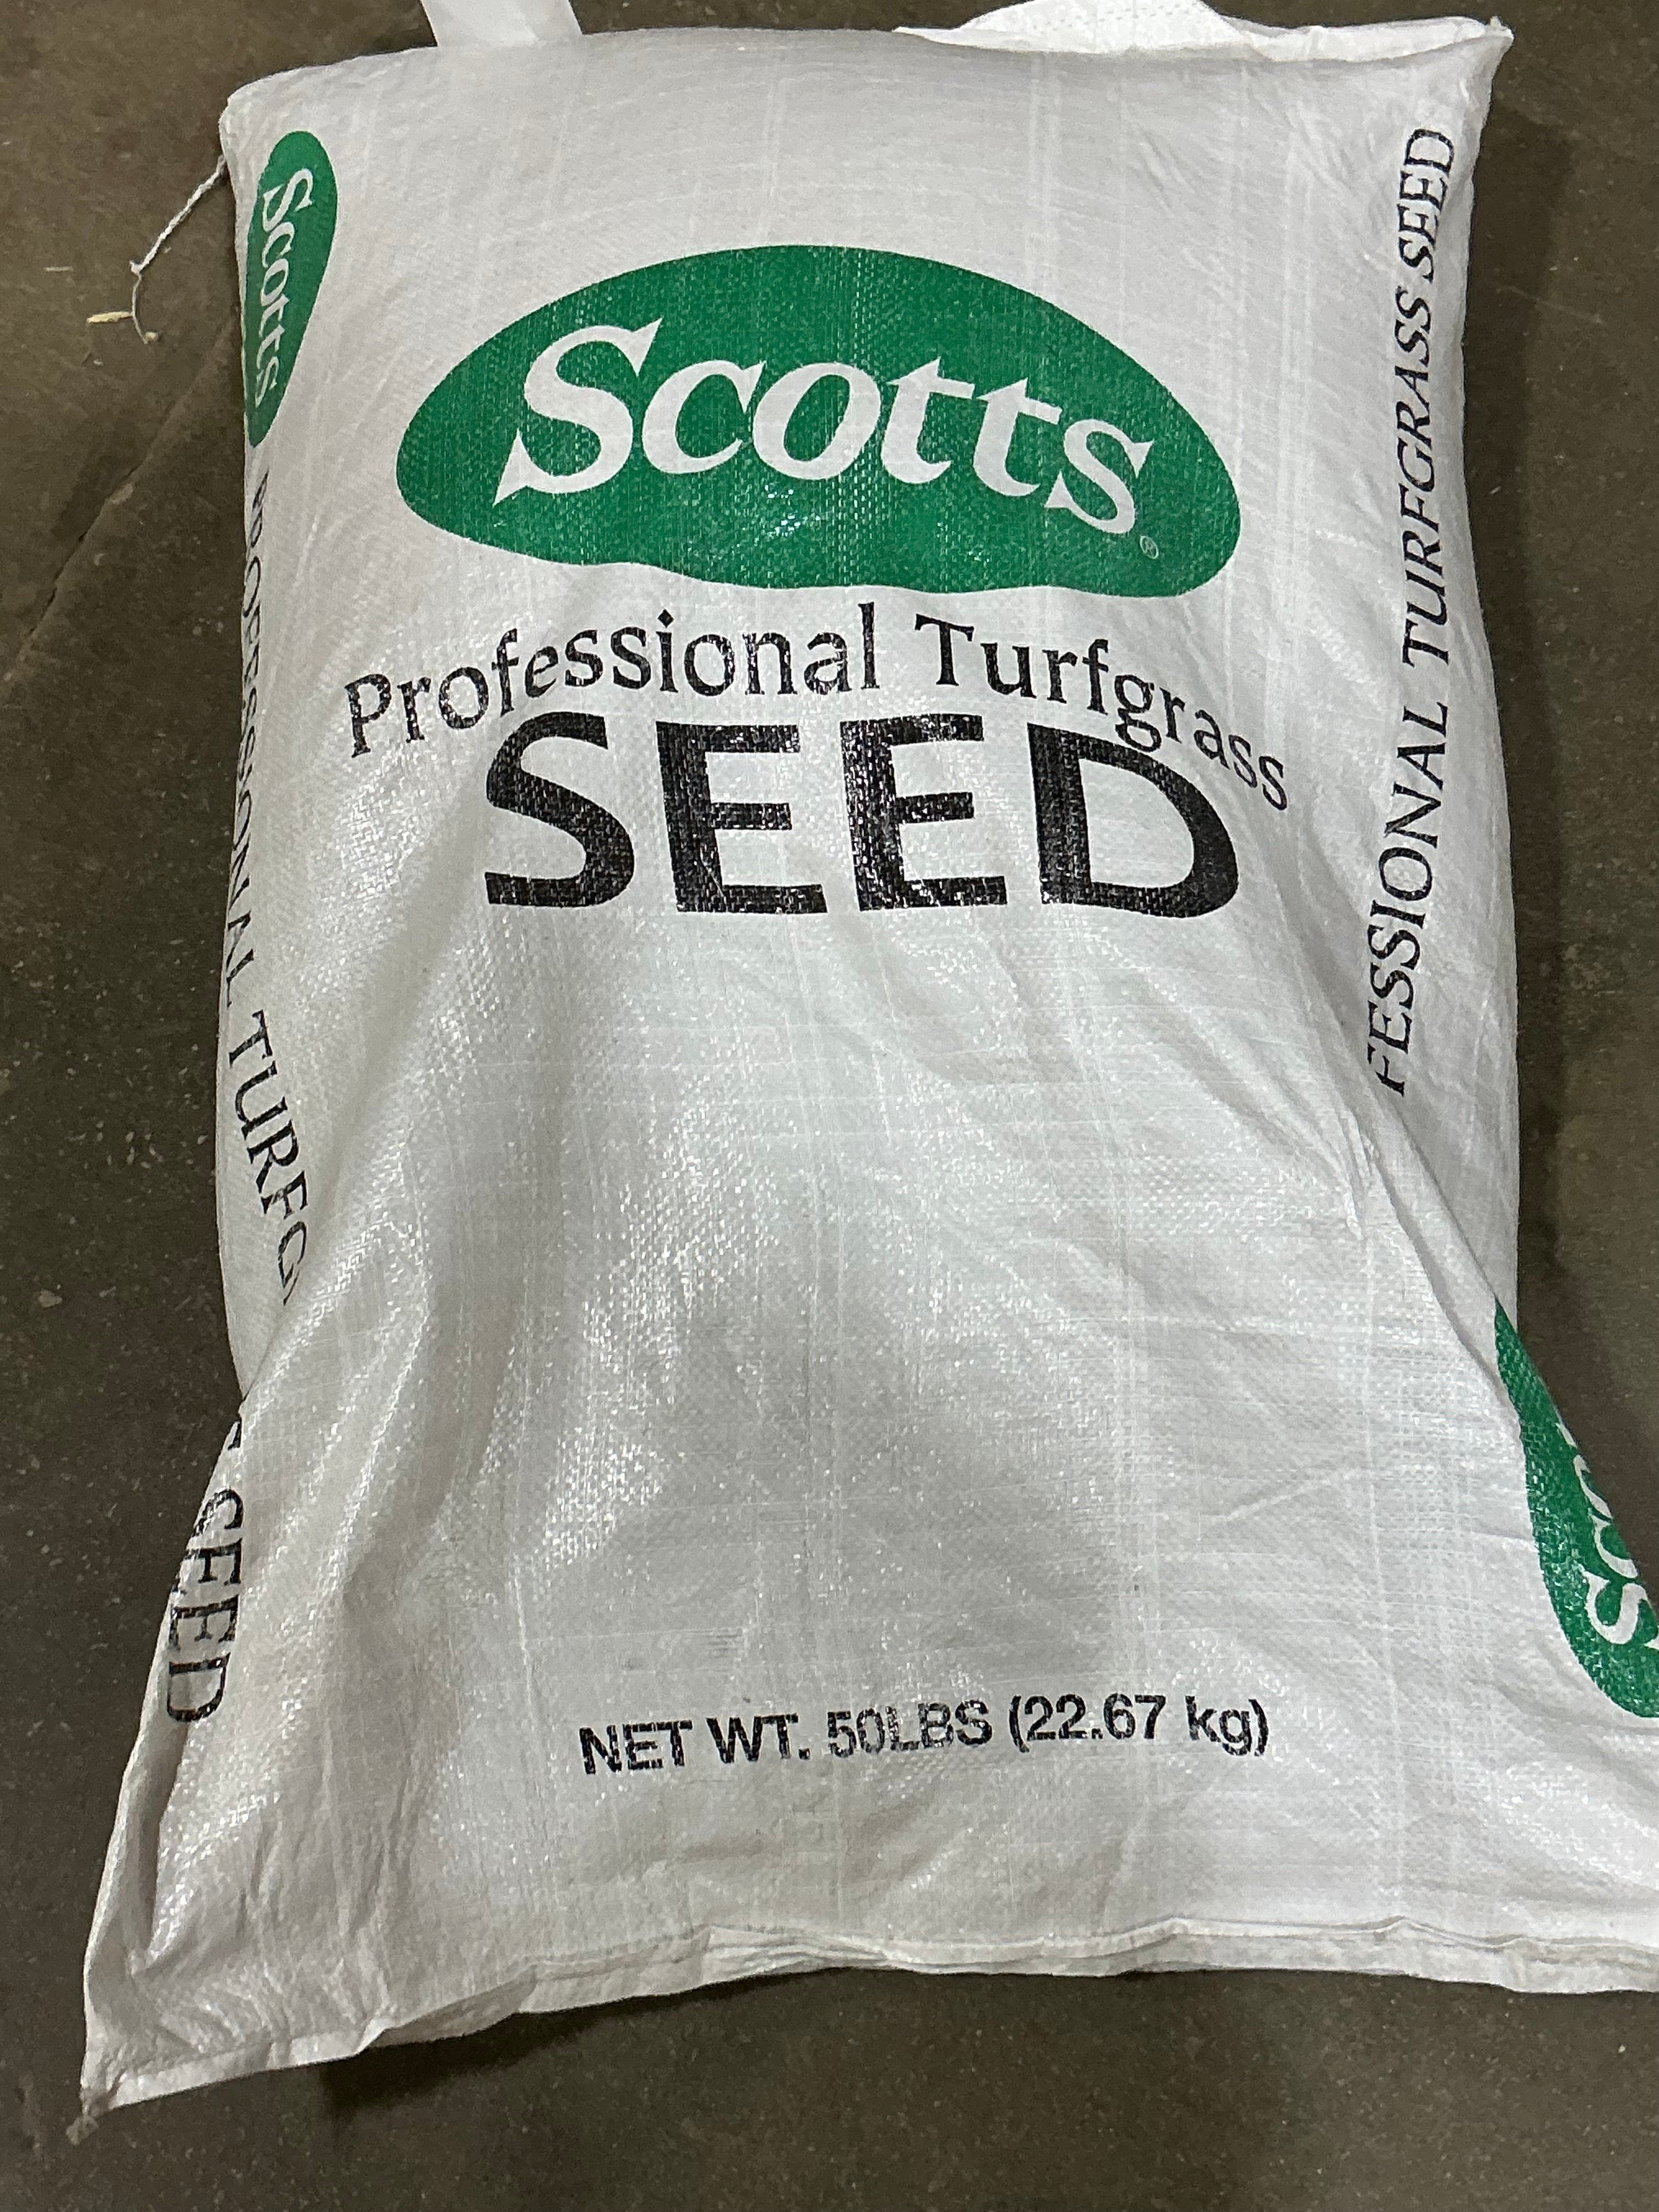 Scotts
Scotts
®
Professional Turfgrass
SEED
PROFESSIONAL TURFG
SEED
FESSIONAL TURFGRASS SEED
NET WT. 50LBS (22.67 kg)